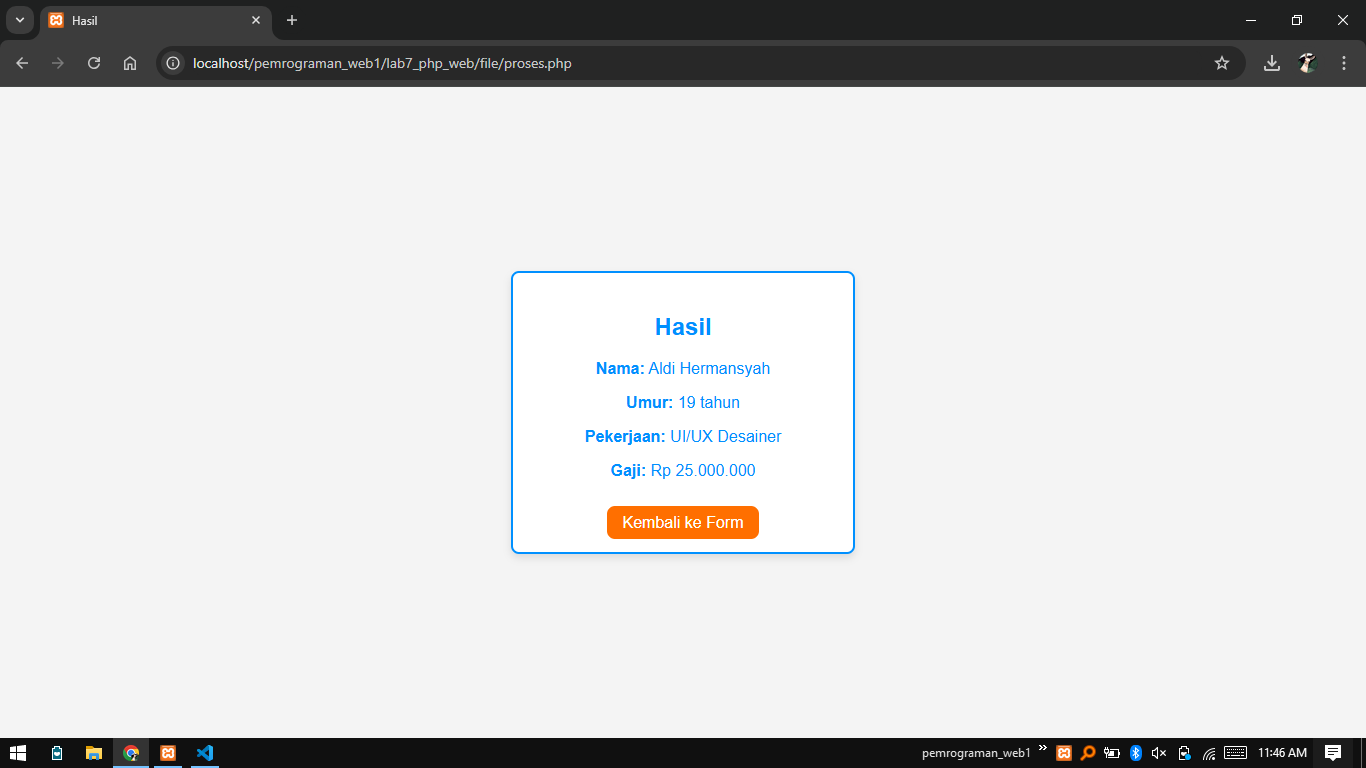 Hasil
localhost/pemrograman_web1/lab7_php_web/file/proses.php
Hasil
Nama: Aldi Hermansyah
Umur: 19 tahun
Pekerjaan: UI/UX Desainer
Gaji: Rp 25.000.000
Kembali ke Form
pemrograman_web1
11:46 AM